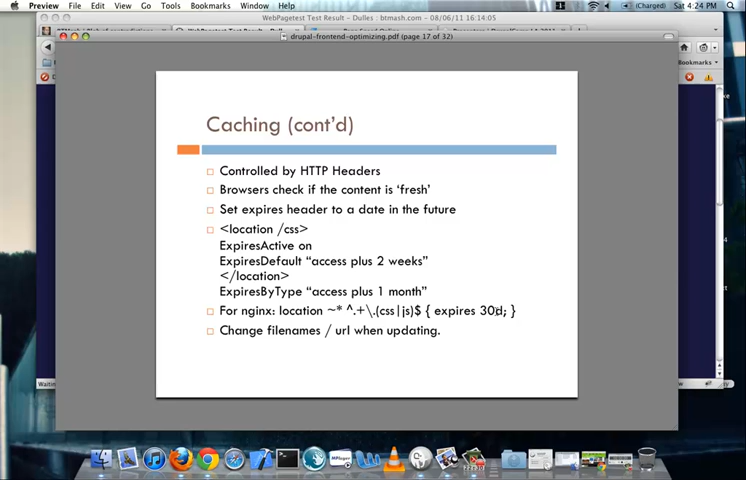 Preview File Edit View Go Tools Bookmarks Window Help
(Charged) Sat 4:24 PM
WebPagetest Test Result – Dulles : btmash.com – 08/06/11 16:14:05
drupal-frontend-optimizing.pdf (page 17 of 32)
Bookmarks
Caching (cont’d)
Controlled by HTTP Headers
Browsers check if the content is ‘fresh’
Set expires header to a date in the future
<location /css>
ExpiresActive on
ExpiresDefault “access plus 2 weeks”
</location>
ExpiresByType “access plus 1 month”
For nginx: location ~* ^.+\.(css|js)$ { expires 30d; }
Change filenames / url when updating.
MPlayer